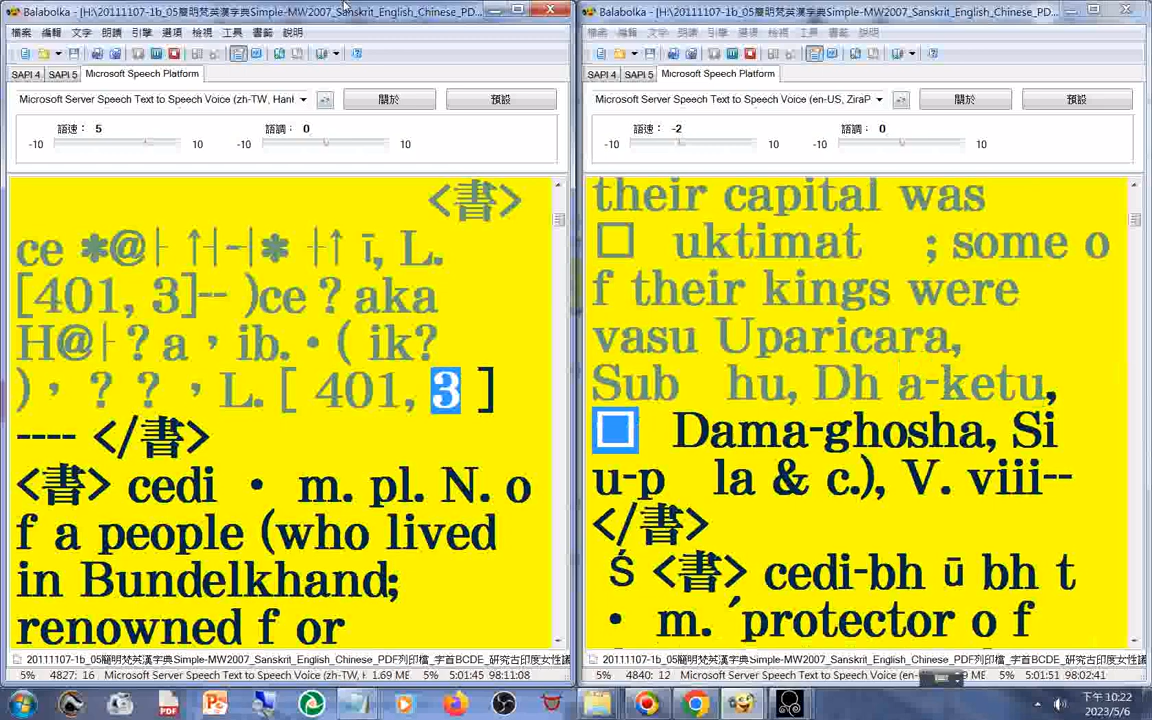 Balabolka - [H:\20111107-1b_05簡明梵英漢字典Simple-MW2007_Sanskrit_English_Chinese_PD...
檔案 編輯 文字 朗讀 引擎 選項 檢視 工具 書籤 說明
SAPI 4 SAPI 5 Microsoft Speech Platform
Microsoft Server Speech Text to Speech Voice (zh-TW, Hanl
關於 預設
語速： 5 語調： 0
-10 10 -10 10
<書>
ce ✱@├ ↑┤-┤✱ ┼↑ ī, L.
[401, 3]-- )ce ? aka
H@├ ? a，ib.•( ik?
)，? ?，L. [ 401, 3 ]
---- </書>
<書> cedi • m. pl. N. o
f a people (who lived
in Bundelkhand;
renowned f or
20111107-1b_05簡明梵英漢字典Simple-MW2007_Sanskrit_English_Chinese_PDF列印檔_字首BCDE_研究古印度女性議
5% 4827; 16 Microsoft Server Speech Text to Speech Voice (zh-TW, H 1.69 ME 5% 5:01:45 98:11:08
Balabolka - [H:\20111107-1b_05簡明梵英漢字典Simple-MW2007_Sanskrit_English_Chinese_PD...
檔案 編輯 文字 朗讀 引擎 選項 檢視 工具 書籤 說明
SAPI 4 SAPI 5 Microsoft Speech Platform
Microsoft Server Speech Text to Speech Voice (en-US, ZiraP
關於 預設
語速： -2 語調： 0
-10 10 -10 10
their capital was
□ uktimat ; some o
f their kings were
vasu Uparicara,
Sub hu, Dh a-ketu,
□ Dama-ghosha, Si
u-p la & c.), V. viii--
</書>
Ś <書> cedi-bh ū bh t
• m. ´protector o f
20111107-1b_05簡明梵英漢字典Simple-MW2007_Sanskrit_English_Chinese_PDF列印檔_字首BCDE_研究古印度女性議
5% 4840; 12 Microsoft Server Speech Text to Speech Voice (en-U ME 5% 5:01:51 98:02:41
下午 10:22
2023/5/6